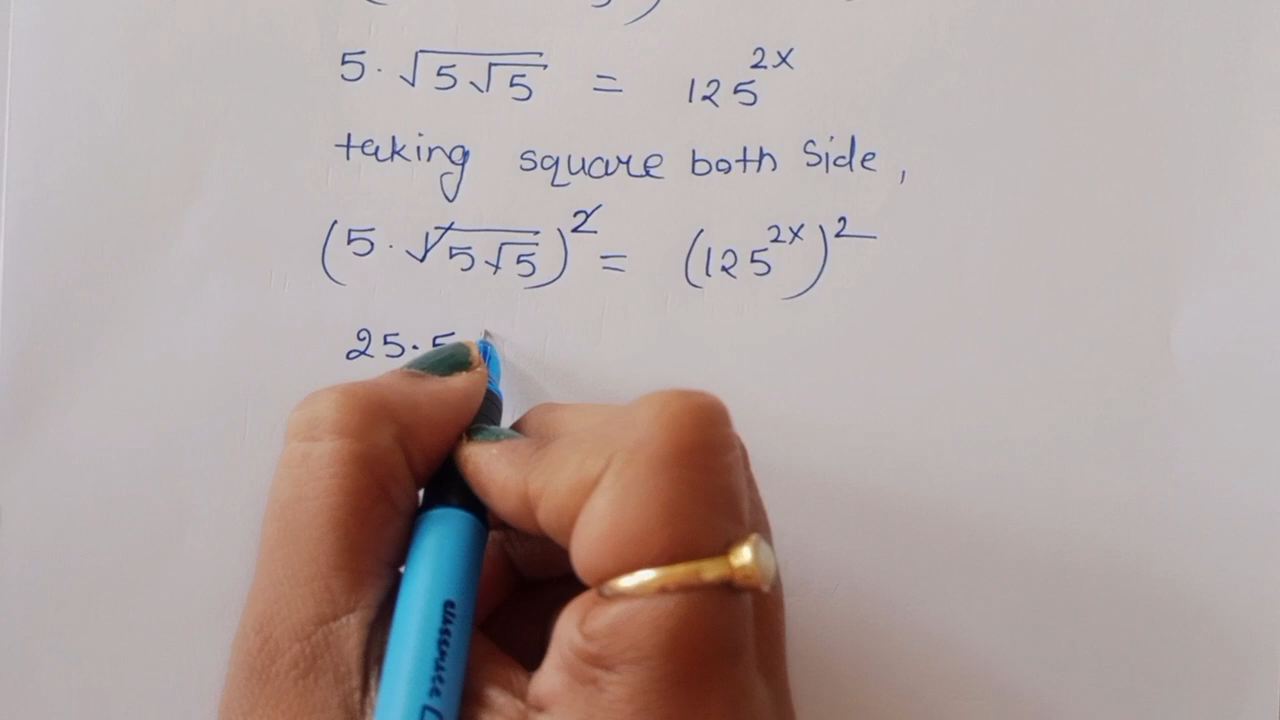 5·√(5√5) = 125^2x
taking square both side,
(5·√(5√5))^2 = (125^2x)^2
25·5